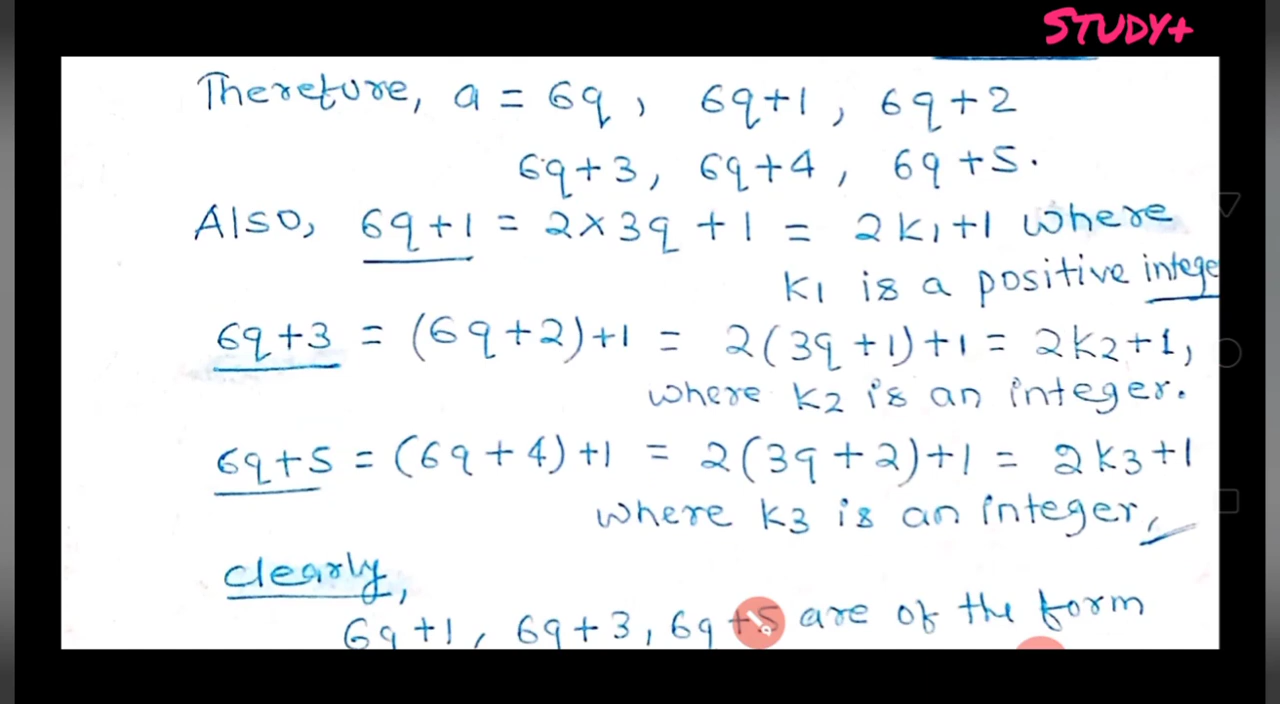 STUDY+
Therefore, a = 6q, 6q+1, 6q+2
6q+3, 6q+4, 6q+5.
Also, 6q+1 = 2×3q+1 = 2k1+1 where
k1 is a positive intege
6q+3 = (6q+2)+1 = 2(3q+1)+1 = 2k2+1,
where k2 is an integer.
6q+5 = (6q+4)+1 = 2(3q+2)+1 = 2k3+1
where k3 is an integer,
clearly,
6q+1, 6q+3, 6q+5 are of the form